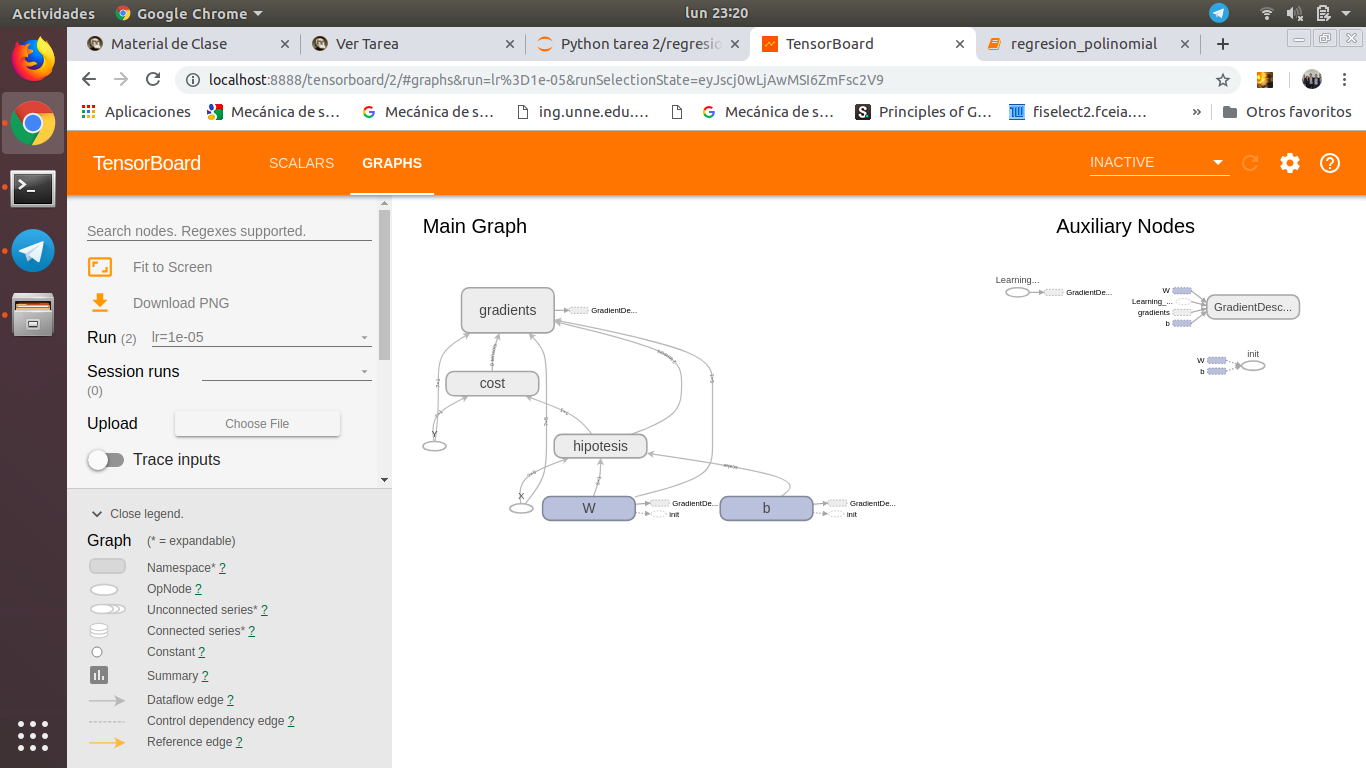 Actividades
Google Chrome
lun 23:20
Material de Clase
Ver Tarea
Python tarea 2/regresio
TensorBoard
regresion_polinomial
localhost:8888/tensorboard/2/#graphs&run=lr%3D1e-05&runSelectionState=eyJscj0wLjAwMSI6ZmFsc2V9
Aplicaciones
Mecánica de s…
Mecánica de s…
ing.unne.edu.…
Mecánica de s…
Principles of G…
fiselect2.fceia.…
»
Otros favoritos
TensorBoard
SCALARS
GRAPHS
INACTIVE
Search nodes. Regexes supported.
Fit to Screen
Download PNG
Run (2) lr=1e-05
Session runs
(0)
Upload
Choose File
Trace inputs
Close legend.
Graph (* = expandable)
Namespace* ?
OpNode ?
Unconnected series* ?
Connected series* ?
Constant ?
Summary ?
Dataflow edge ?
Control dependency edge ?
Reference edge ?
Main Graph
gradients
GradientDe...
cost
Y
hipotesis
X
W
GradientDe...
init
b
GradientDe...
init
Auxiliary Nodes
Learning...
GradientDe...
W
Learning_...
gradients
b
GradientDesc...
init
W
b